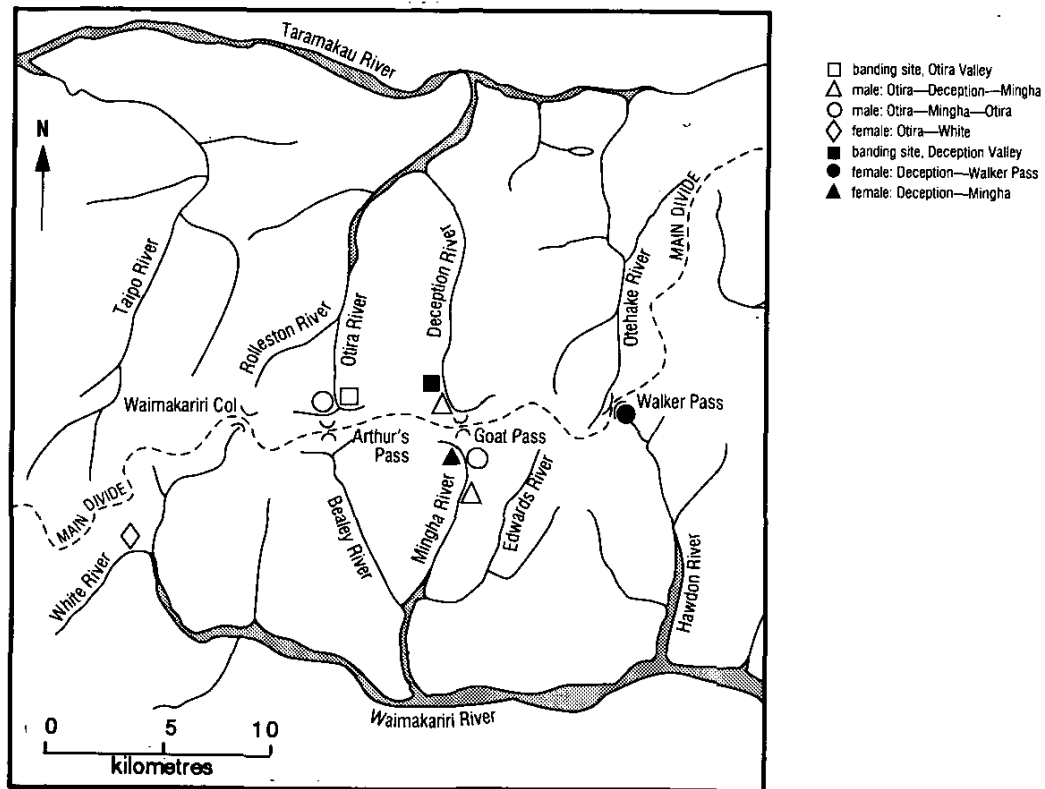 Taramakau River
N
Taipo River
Rolleston River
Otira River
Deception River
Otehake River
MAIN DIVIDE
Waimakariri Col
Arthur's
Pass
Goat Pass
Walker Pass
MAIN DIVIDE
White River
Bealey River
Mingha River
Edwards River
Hawdon River
Waimakariri River
0 5 10
kilometres
banding site, Otira Valley
male: Otira—Deception—Mingha
male: Otira—Mingha—Otira
female: Otira—White
banding site, Deception Valley
female: Deception—Walker Pass
female: Deception—Mingha